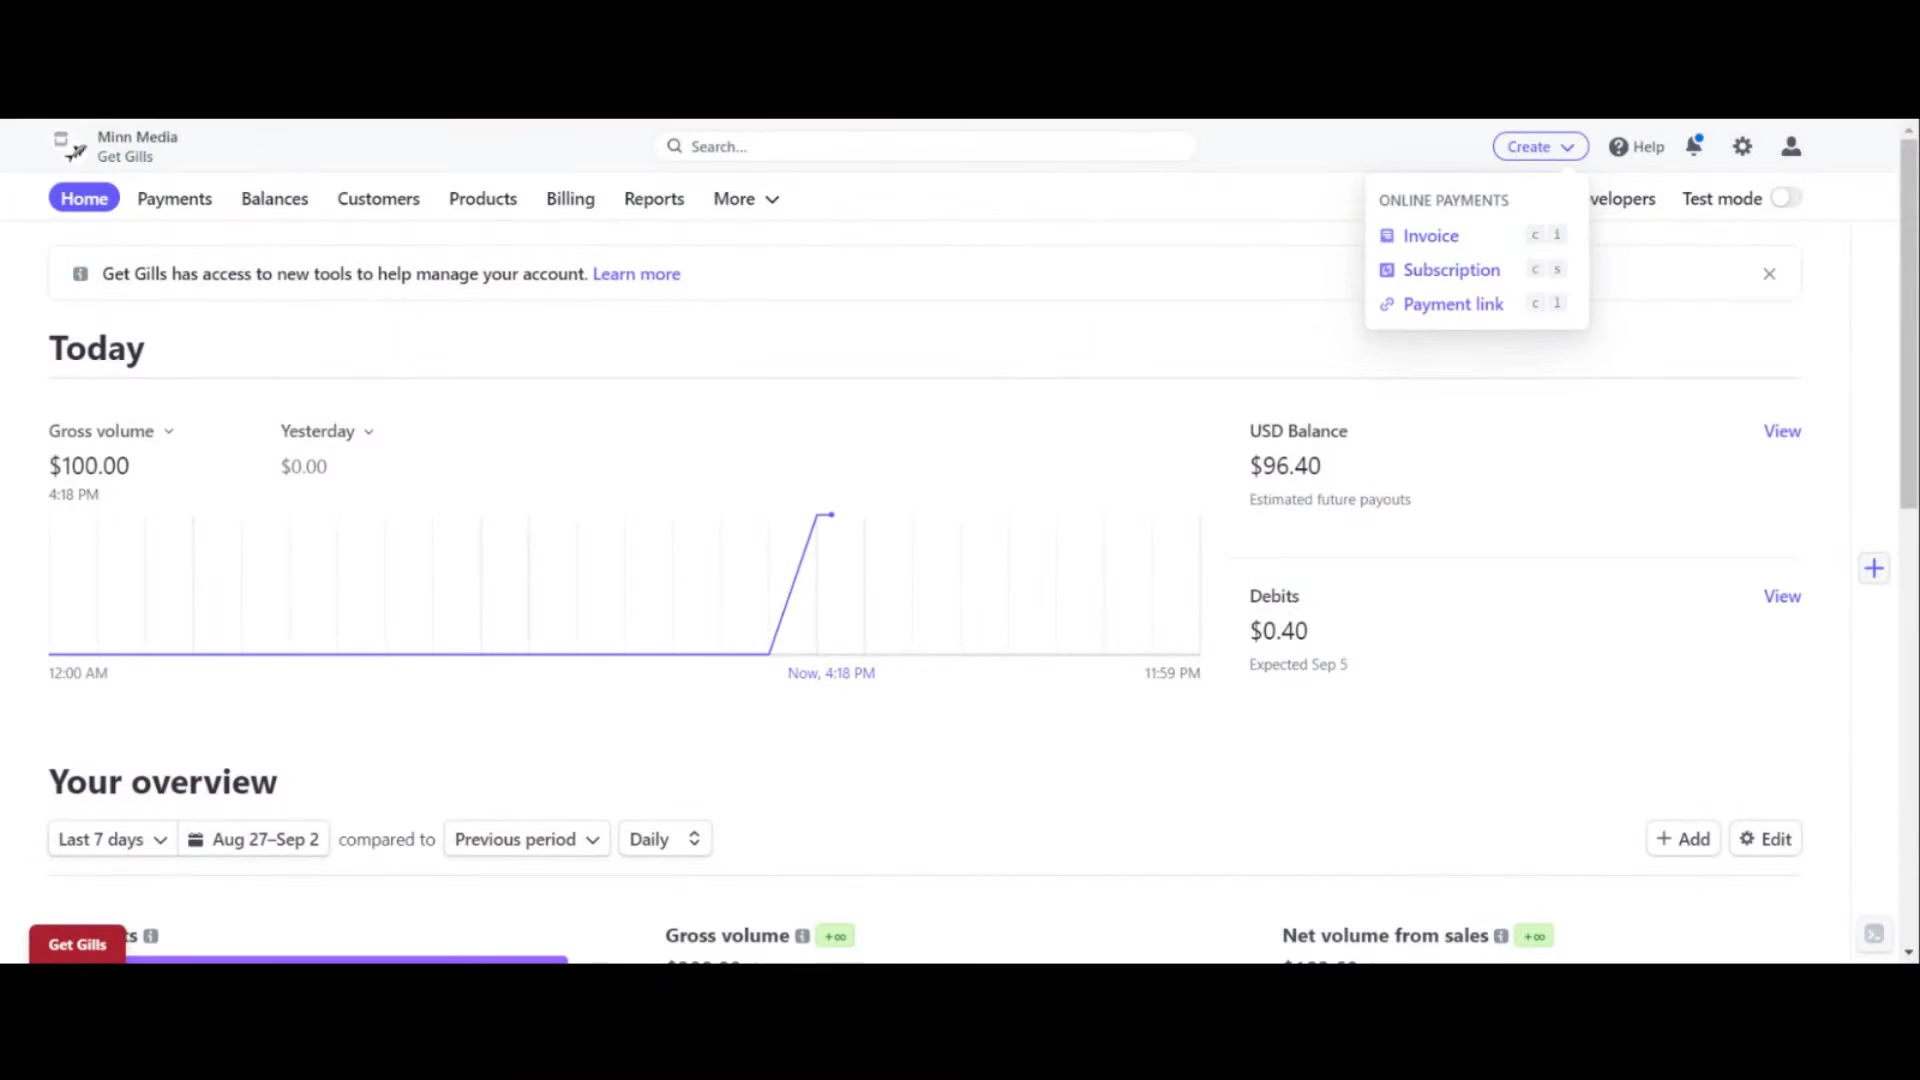 Minn Media
Get Gills
Search...
Create
Help
Home
Payments
Balances
Customers
Products
Billing
Reports
More
velopers
Test mode
ONLINE PAYMENTS
Invoice c i
Subscription c s
Payment link c l
Get Gills has access to new tools to help manage your account. Learn more
Today
Gross volume
$100.00
4:18 PM
Yesterday
$0.00
USD Balance
View
$96.40
Estimated future payouts
Debits
View
$0.40
Expected Sep 5
12:00 AM
Now, 4:18 PM
11:59 PM
Your overview
Last 7 days
Aug 27–Sep 2
compared to
Previous period
Daily
+ Add
Edit
Get Gills
ts
Gross volume
+∞
Net volume from sales
+∞